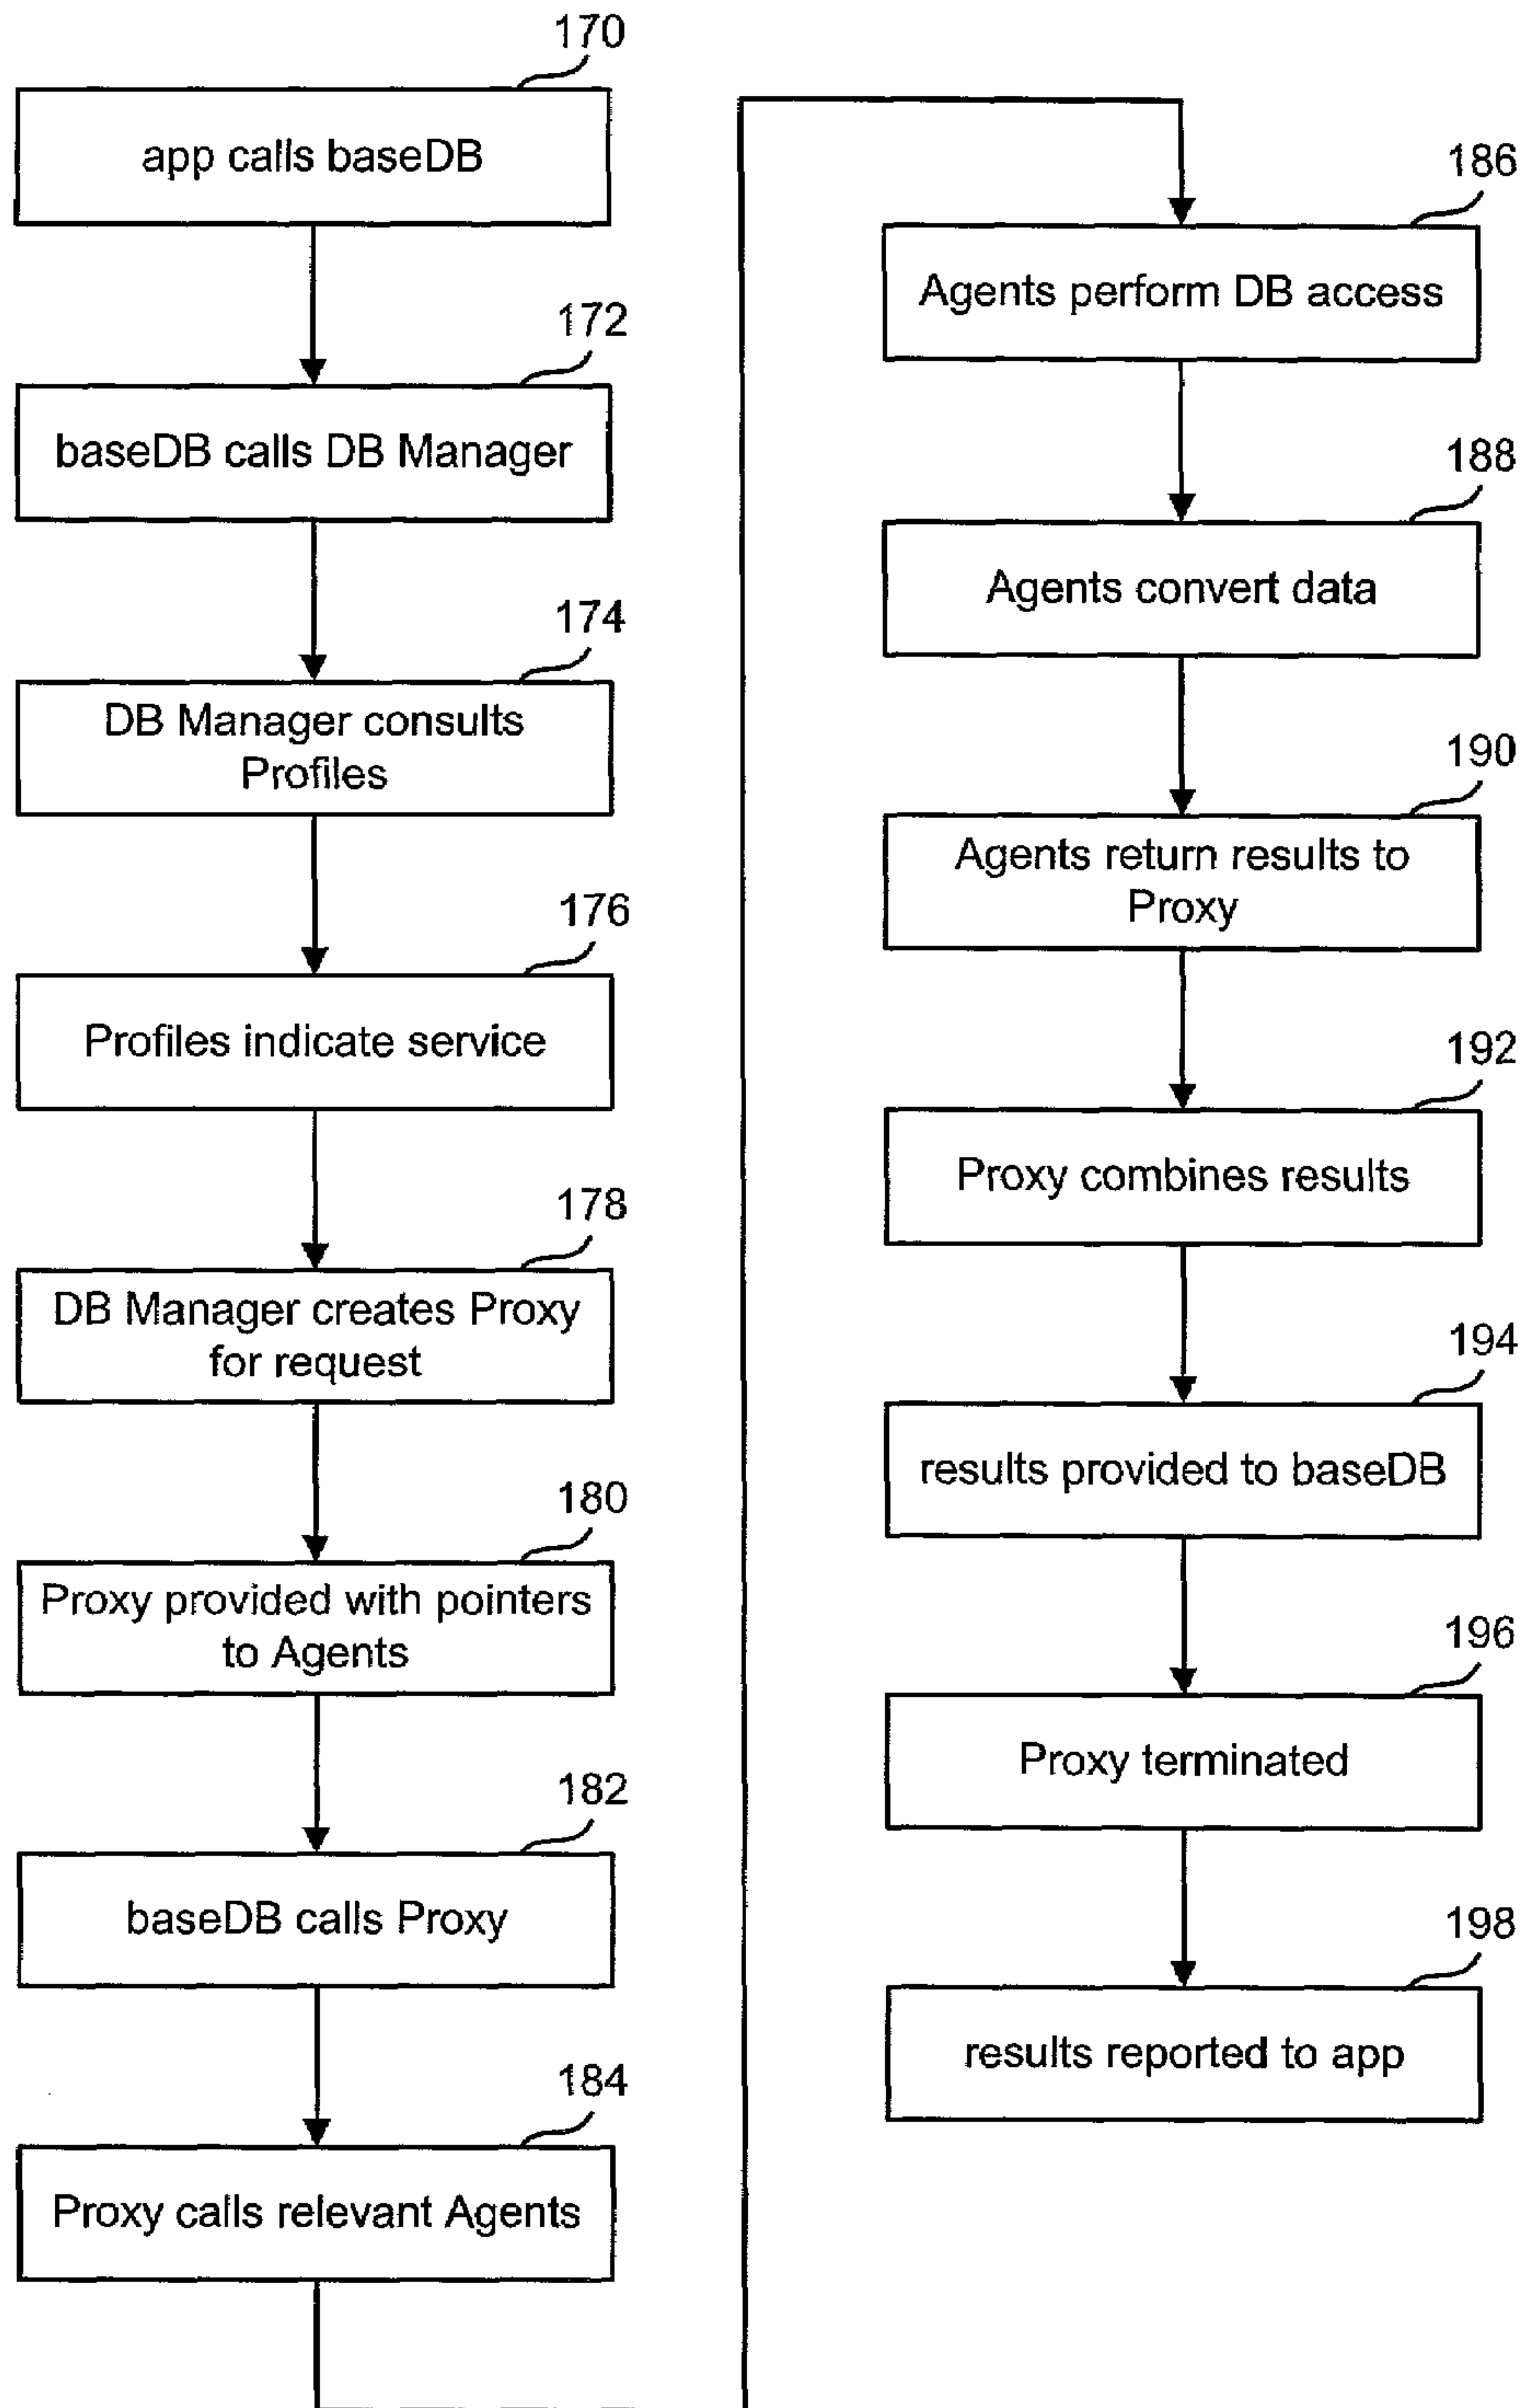 170
app calls baseDB
172
baseDB calls DB Manager
174
DB Manager consults
Profiles
176
Profiles indicate service
178
DB Manager creates Proxy
for request
180
Proxy provided with pointers
to Agents
182
baseDB calls Proxy
184
Proxy calls relevant Agents
186
Agents perform DB access
188
Agents convert data
190
Agents return results to
Proxy
192
Proxy combines results
194
results provided to baseDB
196
Proxy terminated
198
results reported to app